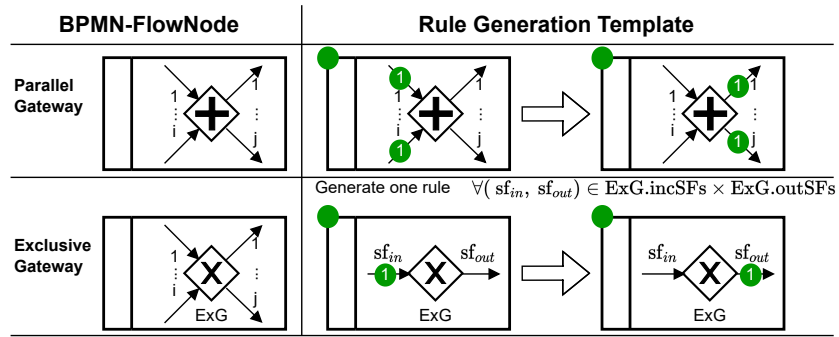 BPMN-FlowNode Rule Generation Template
Parallel Gateway
1 ... i + 1 ... j
1 1 ... i 1 + 1 ... j
1 ... i + 1 1 ... 1 j
Generate one rule ∀( sf_in, sf_out) ∈ ExG.incSFs × ExG.outSFs
Exclusive Gateway
1 ... i X 1 ... j
ExG
sf_in sf_out
1 X
ExG
sf_in sf_out
X 1
ExG